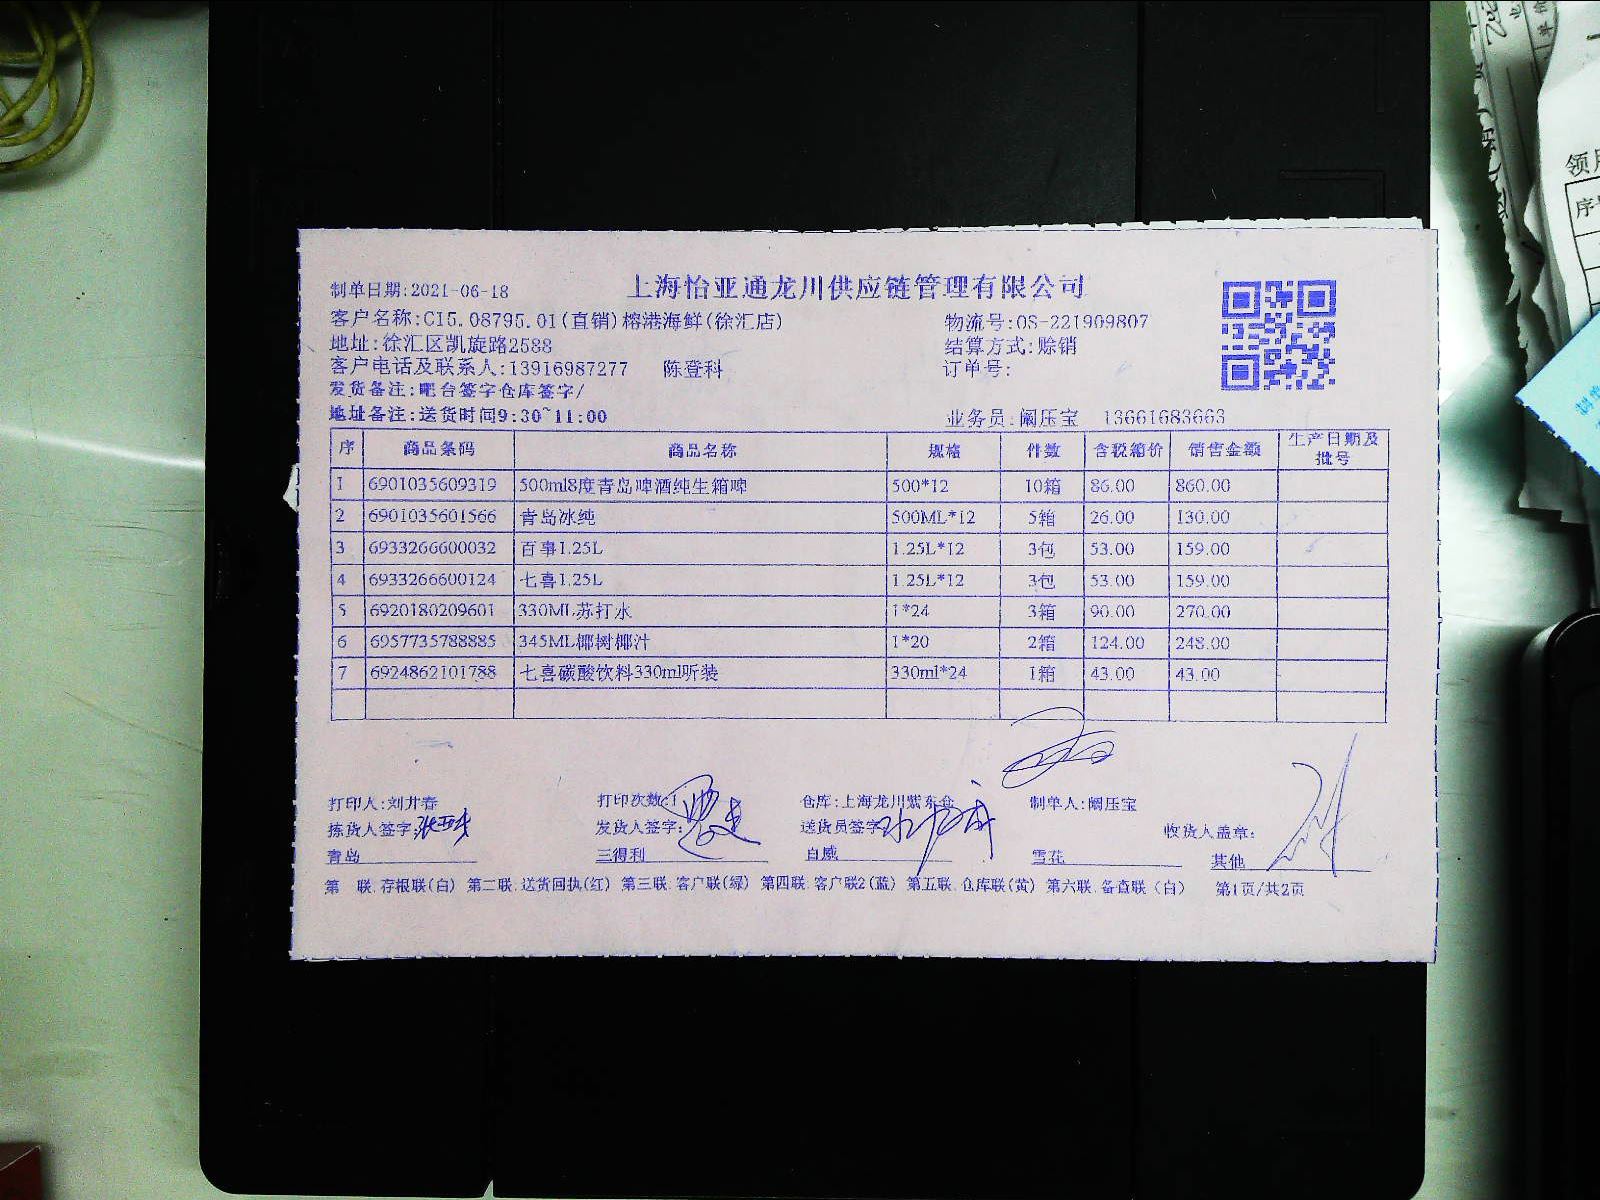 制单日期:2021-06-18
上海怡亚通龙川供应链管理有限公司
客户名称:C15.08795.01(直销)榕港海鲜(徐汇店)
物流号:OS-221909807
地址:徐汇区凯旋路2588
结算方式:赊销
客户电话及联系人:13916987277 陈登科
订单号:
发货备注:吧台签字仓库签字/
地址备注:送货时间9:30~11:00
业务员:阚压宝 13661683663
序 商品条码 商品名称 规格 件数 含税箱价 销售金额 生产日期及批号
1 6901035609319 500ml8度青岛啤酒纯生箱啤 500*12 10箱 86.00 860.00
2 6901035601566 青岛冰纯 500ML*12 5箱 26.00 130.00
3 6933266600032 百事1.25L 1.25L*12 3包 53.00 159.00
4 6933266600124 七喜1.25L 1.25L*12 3包 53.00 159.00
5 6920180209601 330ML苏打水 1*24 3箱 90.00 270.00
6 6957735788885 345ML椰树椰汁 1*20 2箱 124.00 248.00
7 6924862101788 七喜碳酸饮料330ml听装 330ml*24 1箱 43.00 43.00
打印人:刘井春 打印次数:1 仓库:上海龙川紫东仓 制单人:阚压宝
拣货人签字: 发货人签字: 送货员签字 收货人盖章:
青岛 三得利 百威 雪花 其他
第 联.存根联(白) 第二联.送货回执(红) 第三联.客户联(绿) 第四联.客户联2(蓝) 第五联.仓库联(黄) 第六联.备查联(白) 第1页/共2页
领
序